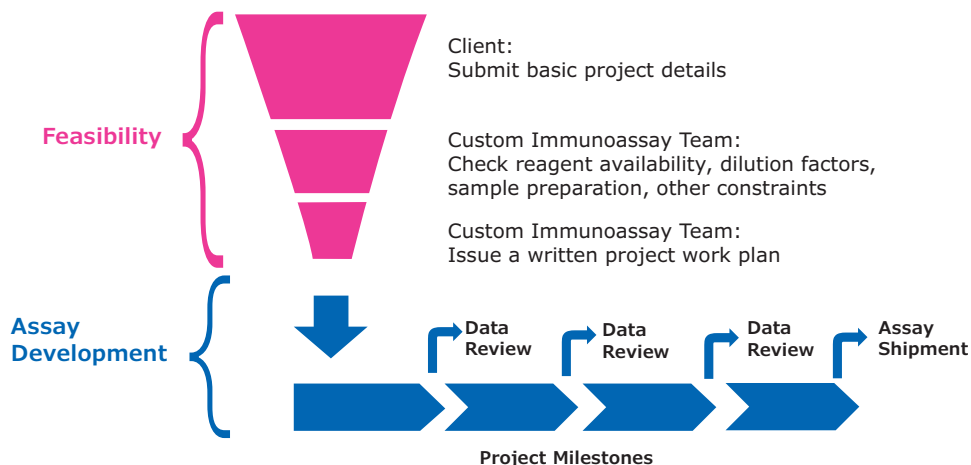 Client:
Submit basic project details
Feasibility
Custom Immunoassay Team:
Check reagent availability, dilution factors,
sample preparation, other constraints
Custom Immunoassay Team:
Issue a written project work plan
Assay
Development
Data
Review
Data
Review
Data
Review
Assay
Shipment
Project Milestones